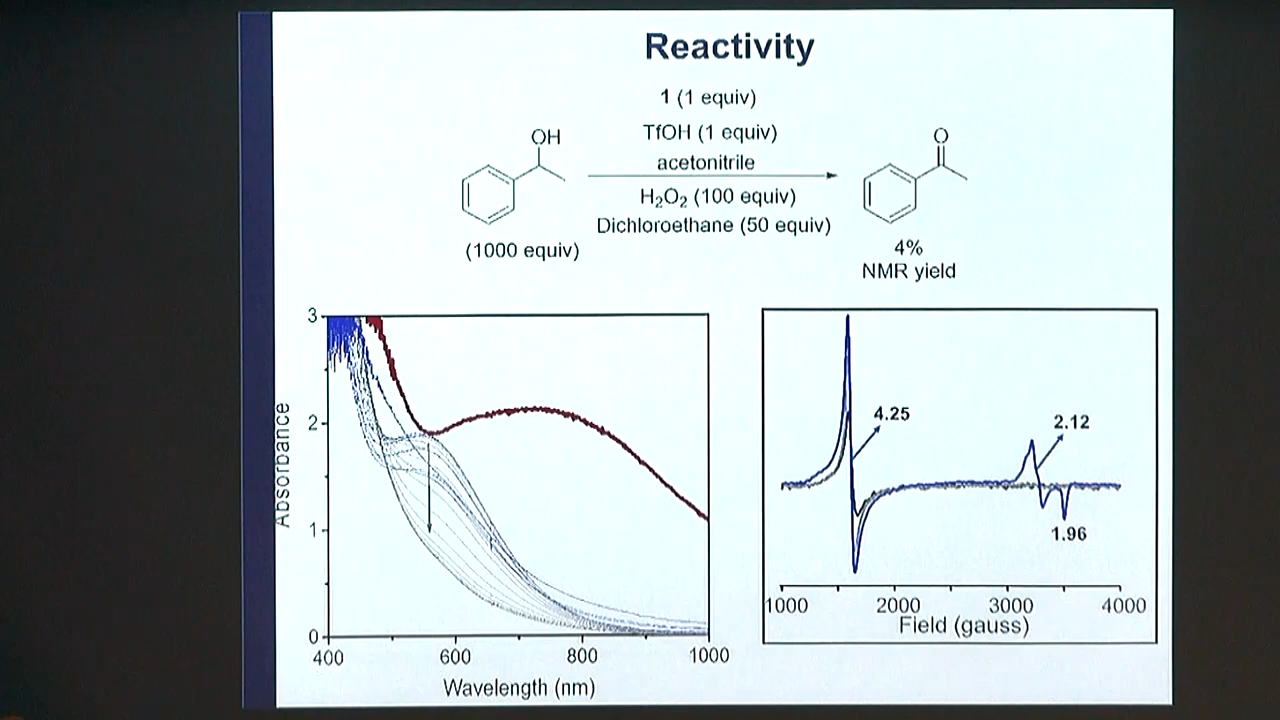 Reactivity
1 (1 equiv)
TfOH (1 equiv)
acetonitrile
H₂O₂ (100 equiv)
Dichloroethane (50 equiv)
OH
(1000 equiv)
O
4%
NMR yield
3
2
1
0
Absorbance
400 600 800 1000
Wavelength (nm)
4.25
2.12
1.96
1000 2000 3000 4000
Field (gauss)